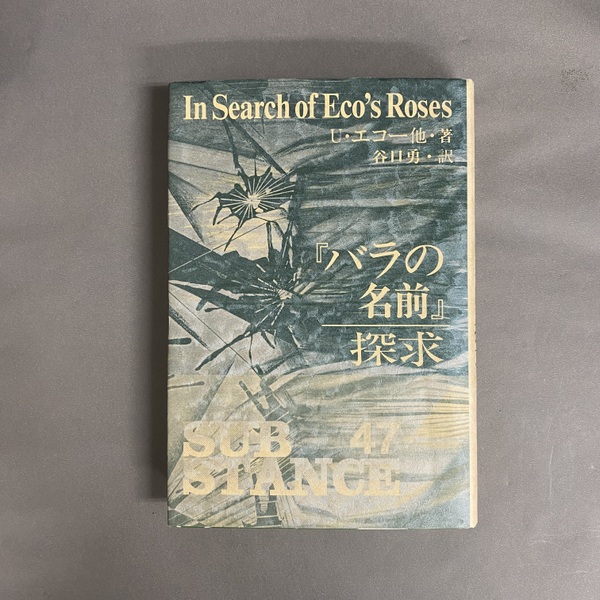 In Search of Eco's Roses
U・エコ一他・著
谷口勇・訳
『バラの
名前』
探求
SUB 47
STANCE